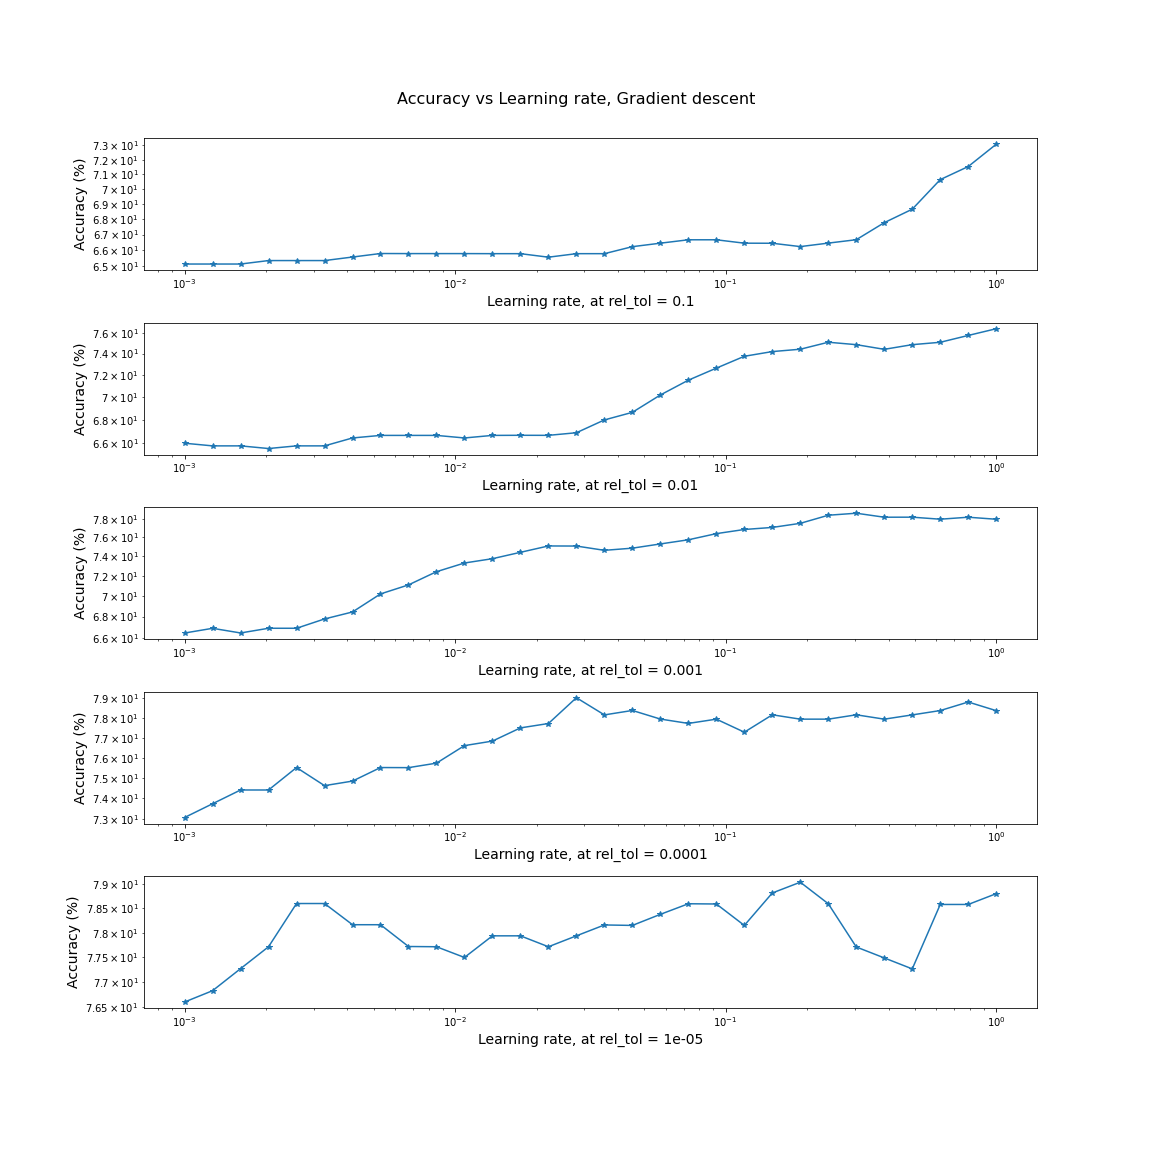 Accuracy vs Learning rate, Gradient descent
Accuracy (%)
7.3 × 10¹
7.2 × 10¹
7.1 × 10¹
7 × 10¹
6.9 × 10¹
6.8 × 10¹
6.7 × 10¹
6.6 × 10¹
6.5 × 10¹
10⁻³ 10⁻² 10⁻¹ 10⁰
Learning rate, at rel_tol = 0.1
Accuracy (%)
7.6 × 10¹
7.4 × 10¹
7.2 × 10¹
7 × 10¹
6.8 × 10¹
6.6 × 10¹
10⁻³ 10⁻² 10⁻¹ 10⁰
Learning rate, at rel_tol = 0.01
Accuracy (%)
7.8 × 10¹
7.6 × 10¹
7.4 × 10¹
7.2 × 10¹
7 × 10¹
6.8 × 10¹
6.6 × 10¹
10⁻³ 10⁻² 10⁻¹ 10⁰
Learning rate, at rel_tol = 0.001
Accuracy (%)
7.9 × 10¹
7.8 × 10¹
7.7 × 10¹
7.6 × 10¹
7.5 × 10¹
7.4 × 10¹
7.3 × 10¹
10⁻³ 10⁻² 10⁻¹ 10⁰
Learning rate, at rel_tol = 0.0001
Accuracy (%)
7.9 × 10¹
7.85 × 10¹
7.8 × 10¹
7.75 × 10¹
7.7 × 10¹
7.65 × 10¹
10⁻³ 10⁻² 10⁻¹ 10⁰
Learning rate, at rel_tol = 1e-05